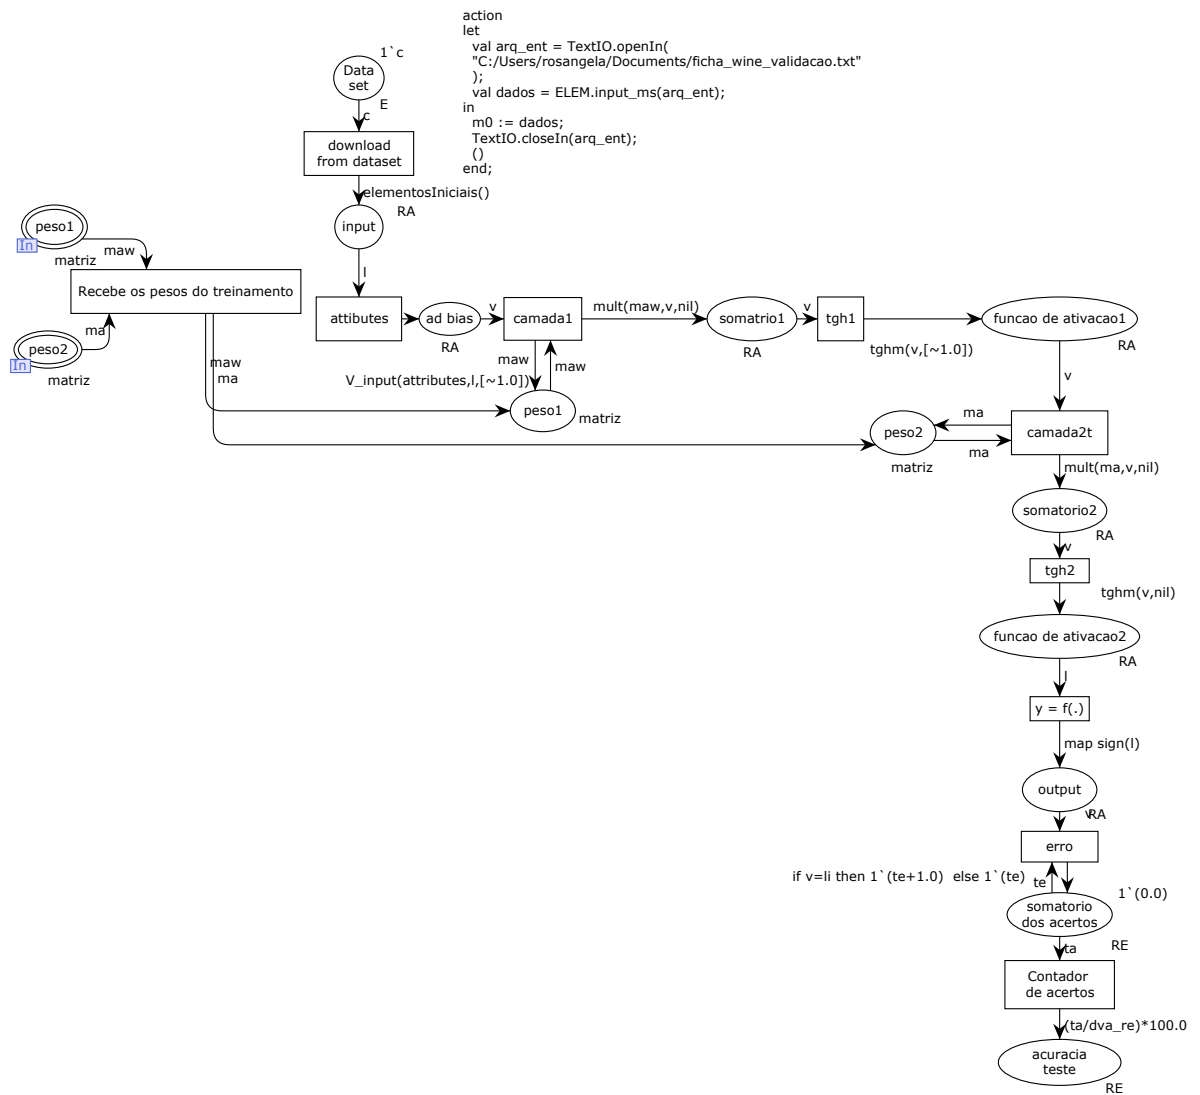 action
let
val arq_ent = TextIO.openIn(
"C:/Users/rosangela/Documents/ficha_wine_validacao.txt"
);
val dados = ELEM.input_ms(arq_ent);
in
m0 := dados;
TextIO.closeIn(arq_ent);
()
end;
1`c
Data
set
E
c
download
from dataset
elementosIniciais()
RA
input
l
peso1
In
matriz
maw
Recebe os pesos do treinamento
peso2
In
matriz
ma
maw
ma
attibutes
ad bias
RA
V_input(attributes,l,[~1.0])
v
camada1
maw
maw
peso1
matriz
mult(maw,v,nil)
somatrio1
RA
v
tgh1
tghm(v,[~1.0])
funcao de ativacao1
RA
v
peso2
matriz
ma
ma
camada2t
mult(ma,v,nil)
somatorio2
RA
v
tgh2
tghm(v,nil)
funcao de ativacao2
RA
l
y = f(.)
map sign(l)
output
RA
v
erro
if v=li then 1`(te+1.0) else 1`(te)
te
1`(0.0)
somatorio
dos acertos
RE
ta
Contador
de acertos
(ta/dva_re)*100.0
acuracia
teste
RE